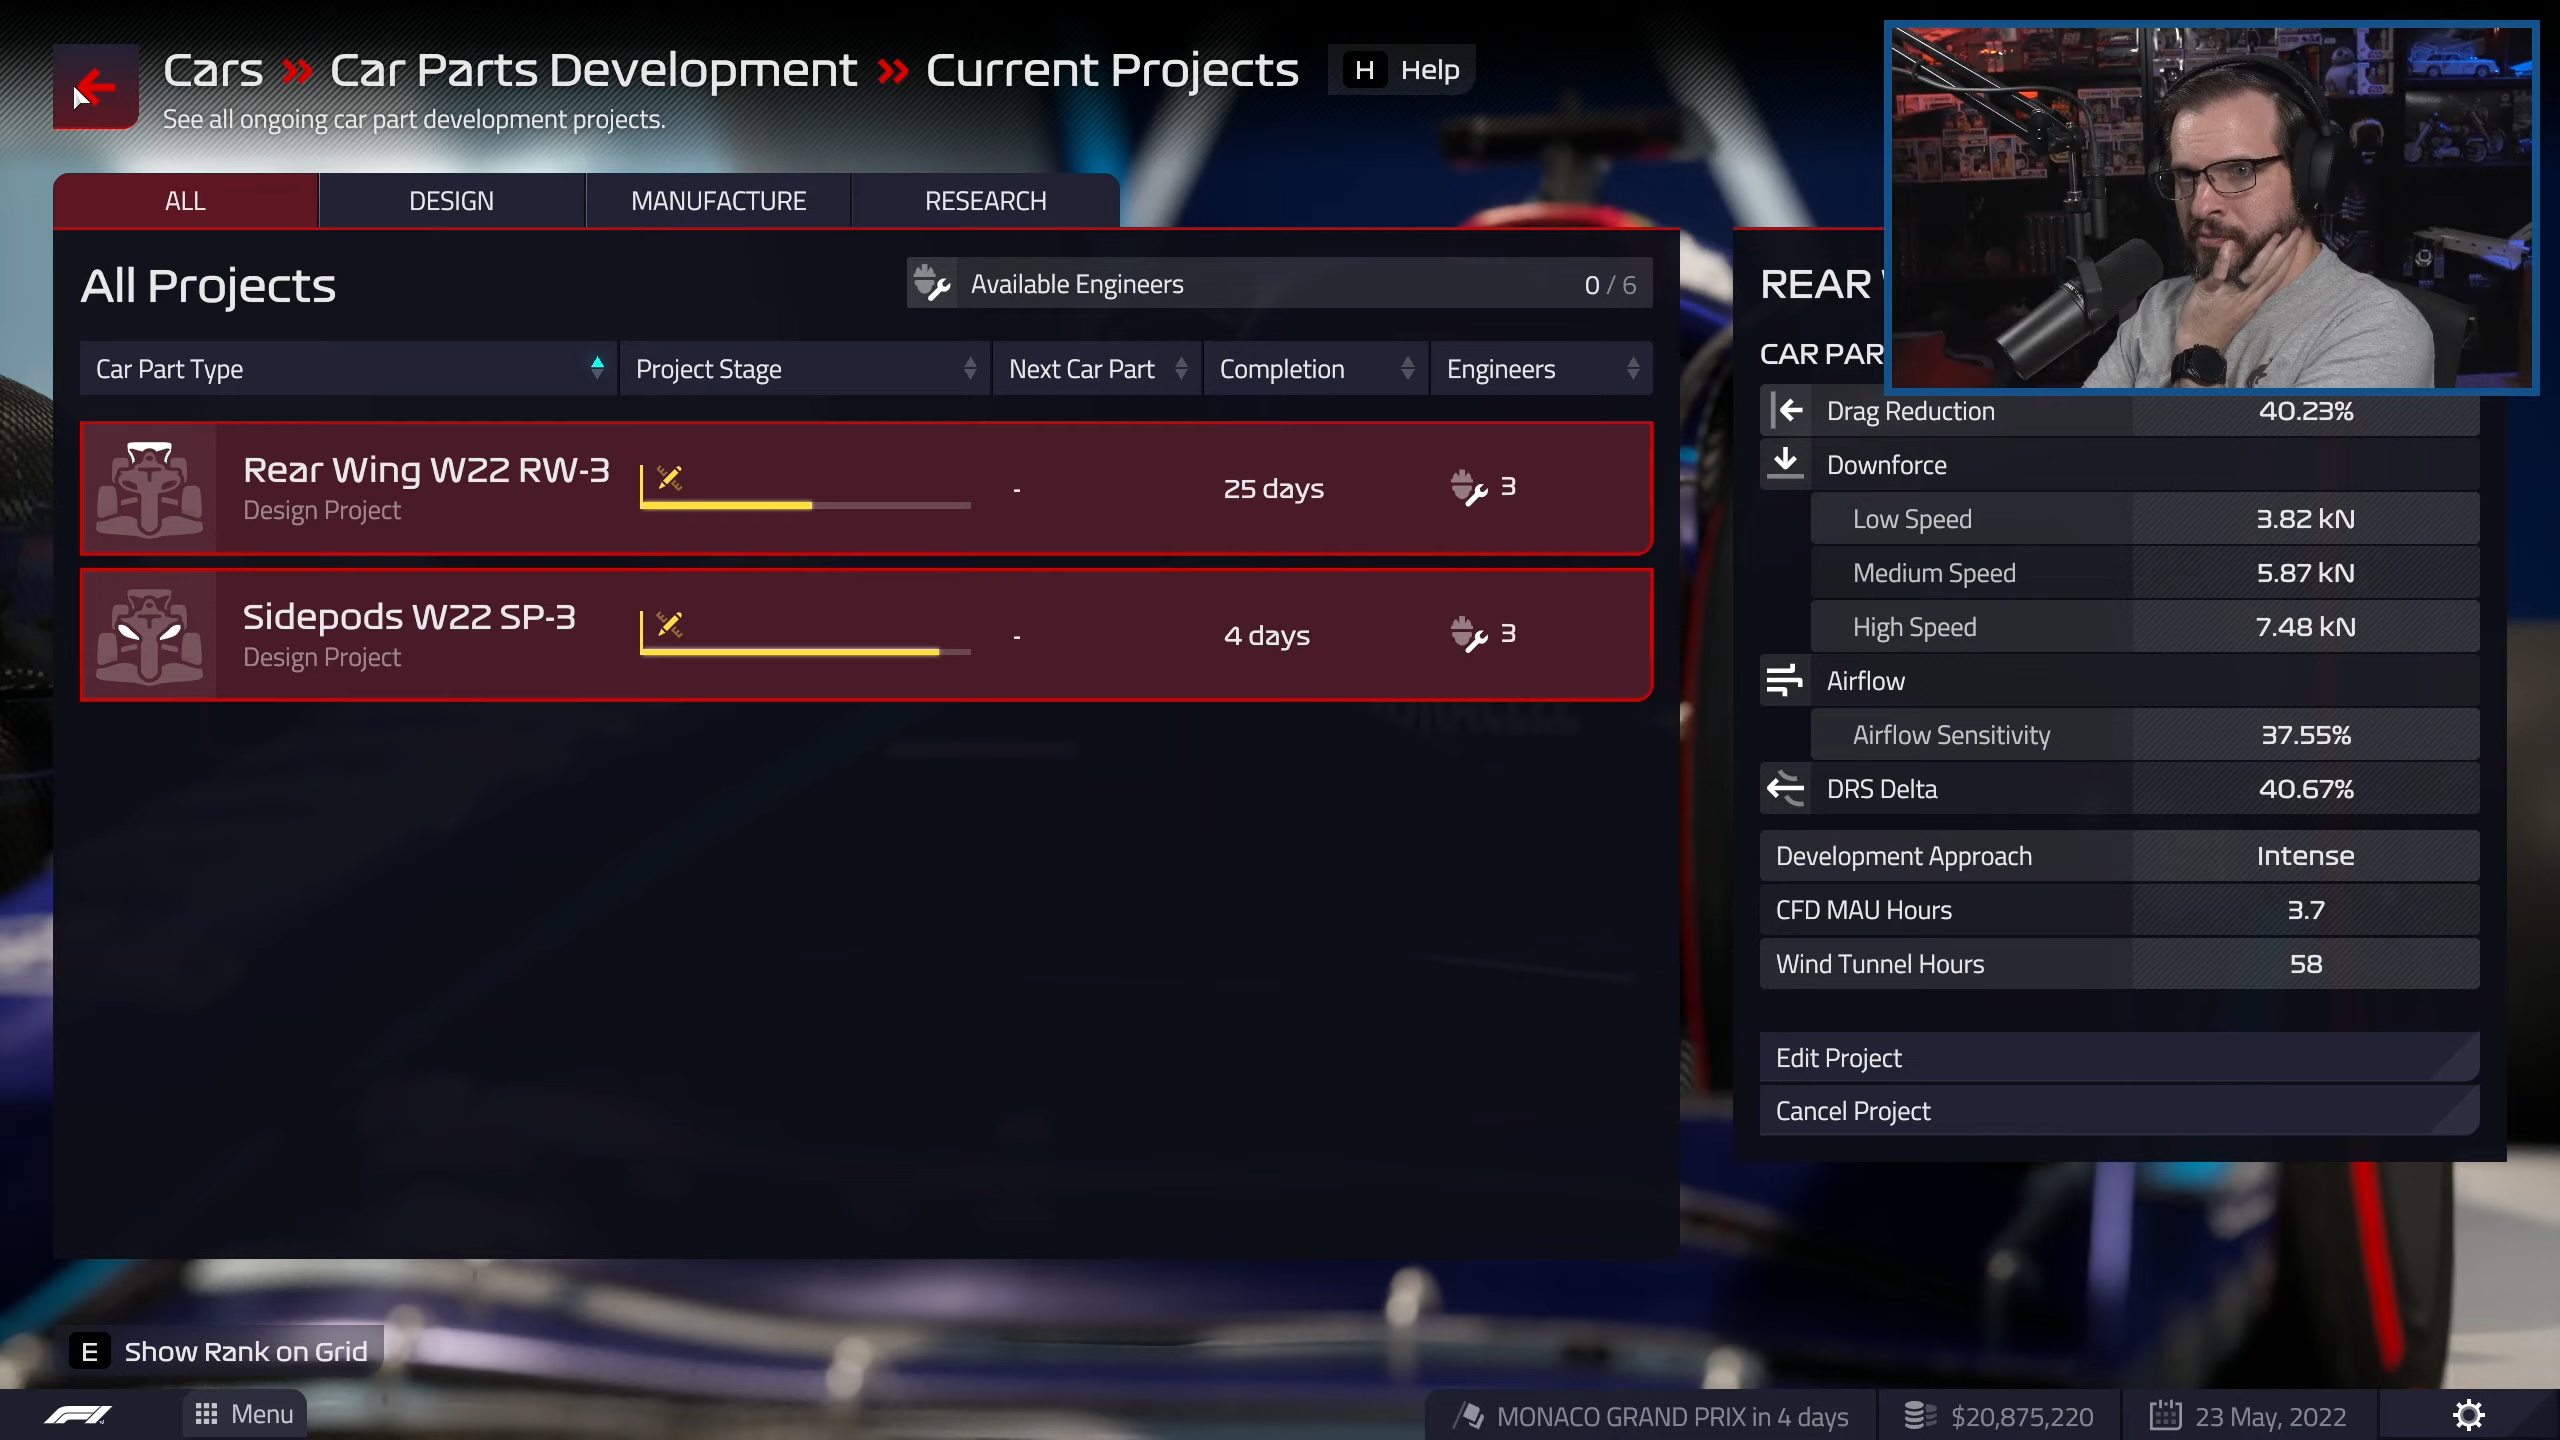 Cars » Car Parts Development » Current Projects H Help
See all ongoing car part development projects.
ALL DESIGN MANUFACTURE RESEARCH
All Projects
Available Engineers 0 / 6
Car Part Type Project Stage Next Car Part Completion Engineers
Rear Wing W22 RW-3
Design Project
- 25 days 3
Sidepods W22 SP-3
Design Project
- 4 days 3
REAR
CAR PAR
Drag Reduction 40.23%
Downforce
Low Speed 3.82 kN
Medium Speed 5.87 kN
High Speed 7.48 kN
Airflow
Airflow Sensitivity 37.55%
DRS Delta 40.67%
Development Approach Intense
CFD MAU Hours 3.7
Wind Tunnel Hours 58
Edit Project
Cancel Project
E Show Rank on Grid
F1 Menu MONACO GRAND PRIX in 4 days $20,875,220 23 May, 2022